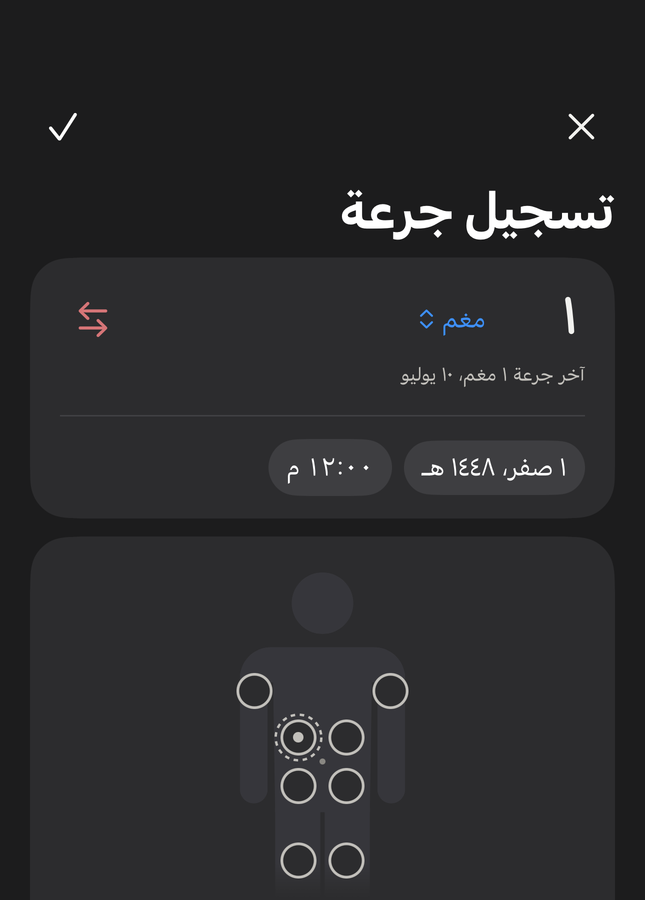 تسجيل جرعة
١ مغم
آخر جرعة ١ مغم، ١٠ يوليو
١ صفر، ١٤٤٨ هـ ١٢:٠٠ م